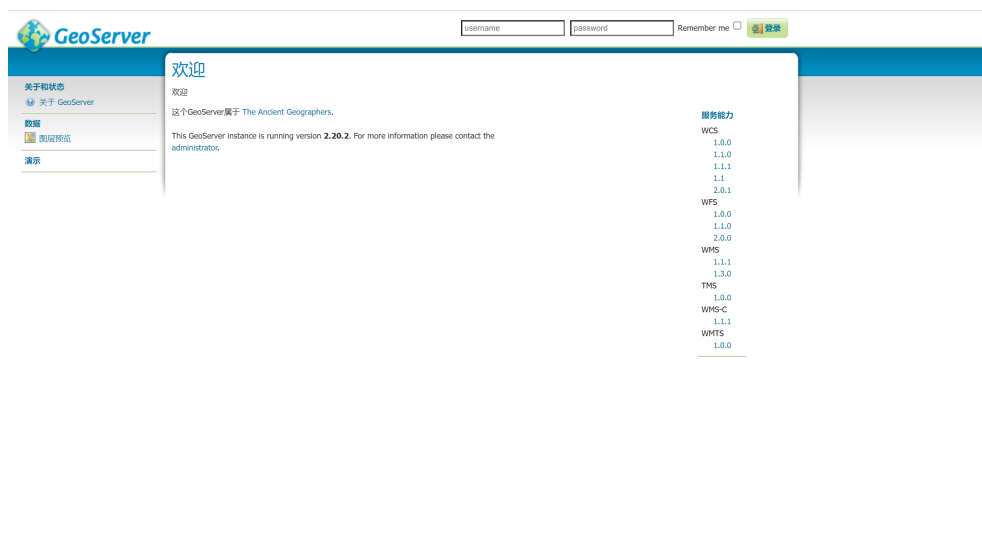 GeoServer
username
password
Remember me
登录
关于和状态
关于 GeoServer
数据
图层预览
演示
欢迎
欢迎
这个GeoServer属于 The Ancient Geographers.
This GeoServer instance is running version 2.20.2. For more information please contact the
administrator.
服务能力
WCS
1.0.0
1.1.0
1.1.1
1.1
2.0.1
WFS
1.0.0
1.1.0
2.0.0
WMS
1.1.1
1.3.0
TMS
1.0.0
WMS-C
1.1.1
WMTS
1.0.0